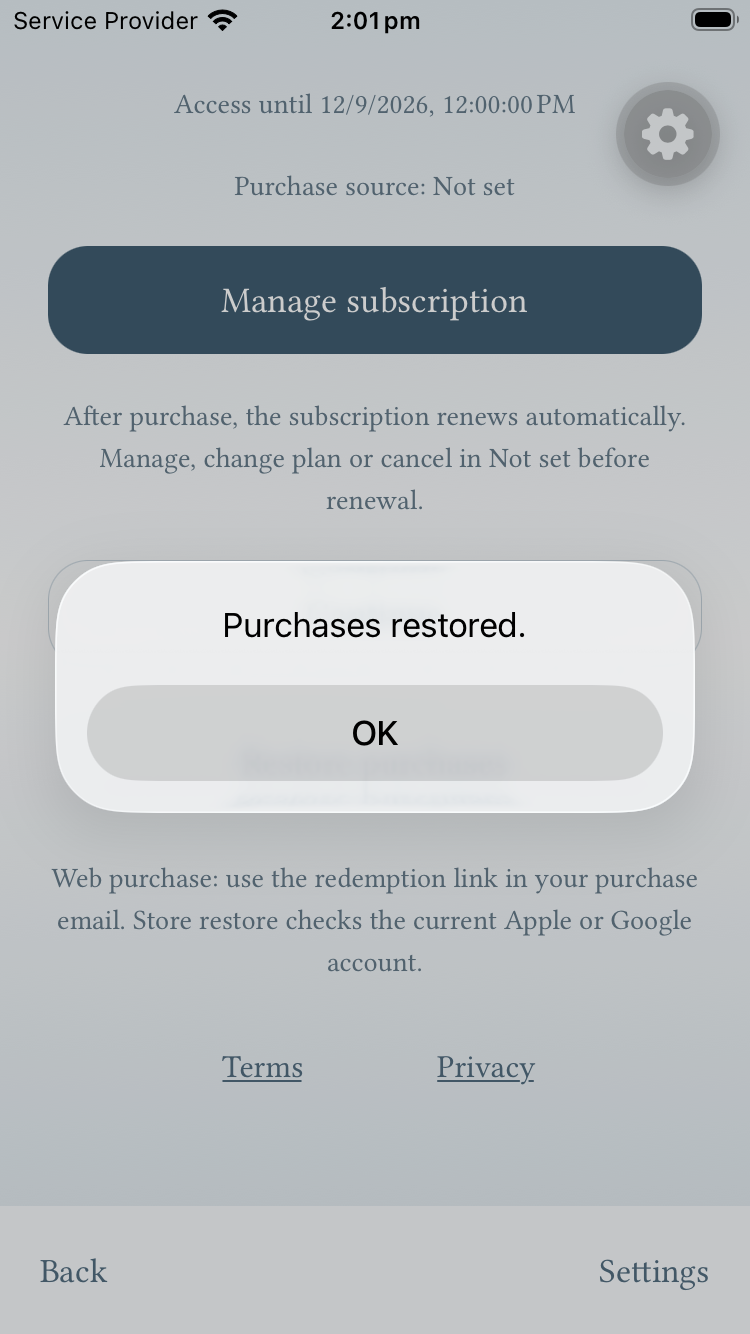 Service Provider 2:01pm
Access until 12/9/2026, 12:00:00 PM
Purchase source: Not set
Manage subscription
After purchase, the subscription renews automatically.
Manage, change plan or cancel in Not set before
renewal.
Purchases restored.
OK
Web purchase: use the redemption link in your purchase
email. Store restore checks the current Apple or Google
account.
Terms Privacy
Back Settings